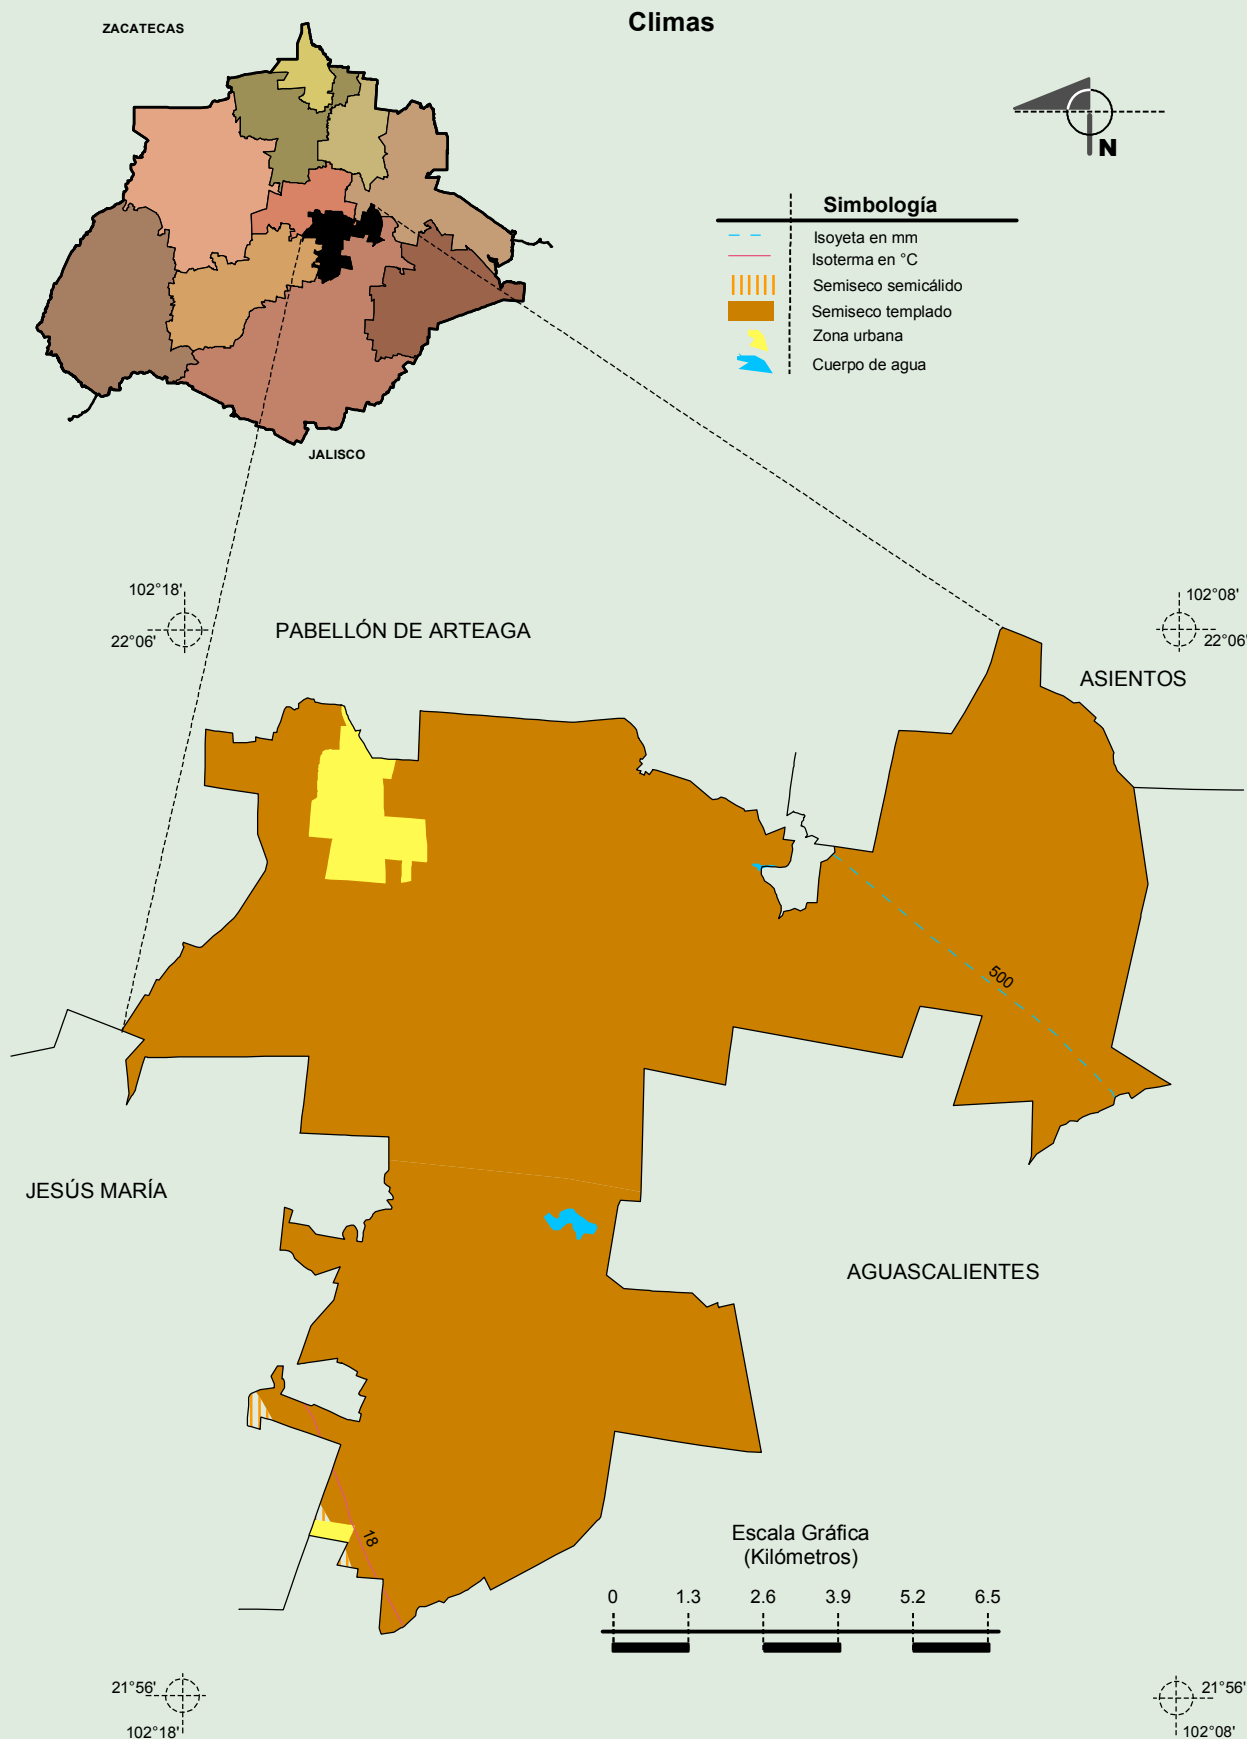 Climas
ZACATECAS
N
Simbología
Isoyeta en mm
Isoterma en °C
Semiseco semicálido
Semiseco templado
Zona urbana
Cuerpo de agua
JALISCO
102°18'
22°06'
102°08'
22°06'
PABELLÓN DE ARTEAGA
ASIENTOS
500
JESÚS MARÍA
AGUASCALIENTES
18
Escala Gráfica
(Kilómetros)
0 1.3 2.6 3.9 5.2 6.5
21°56'
102°18'
21°56'
102°08'